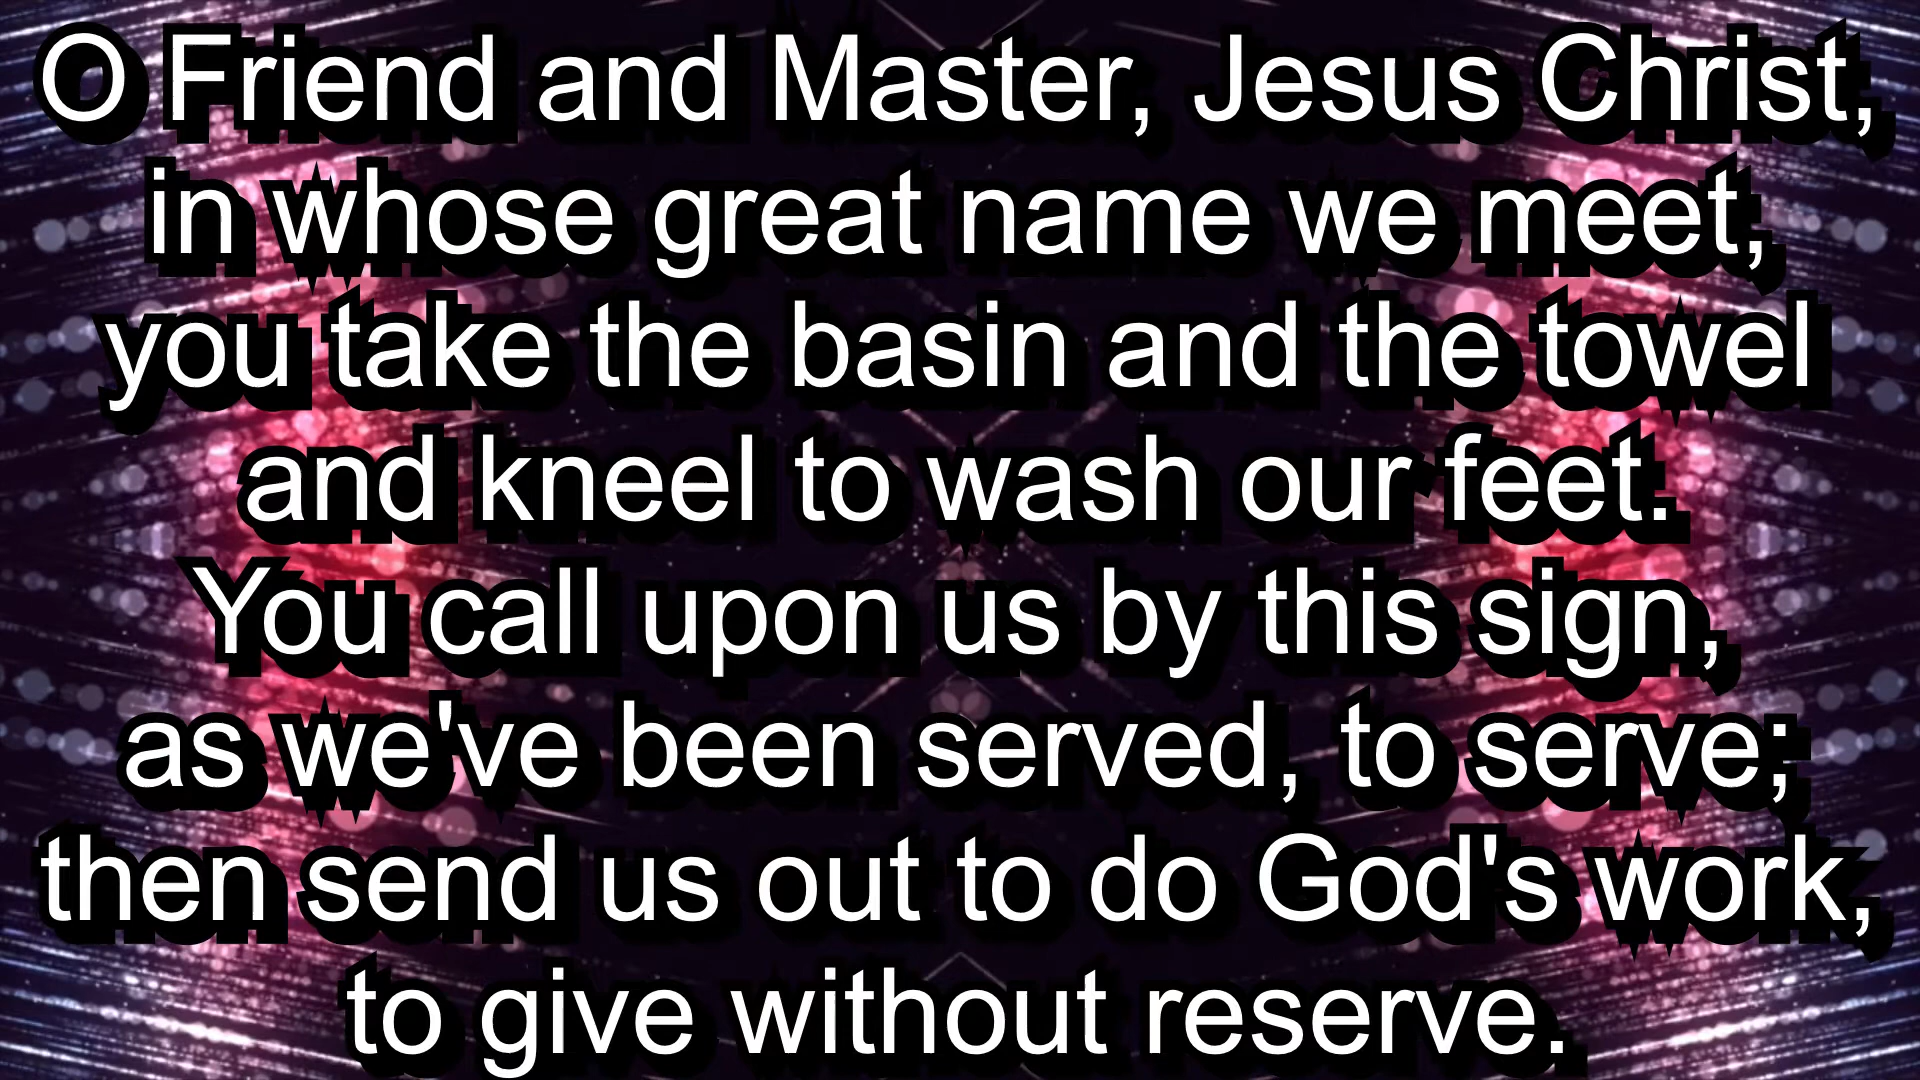 O Friend and Master, Jesus Christ,
in whose great name we meet,
you take the basin and the towel
and kneel to wash our feet.
You call upon us by this sign,
as we've been served, to serve;
then send us out to do God's work,
to give without reserve.